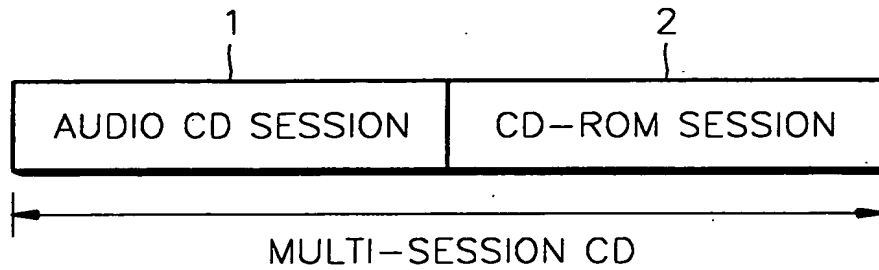 1 2
AUDIO CD SESSION CD-ROM SESSION
MULTI-SESSION CD